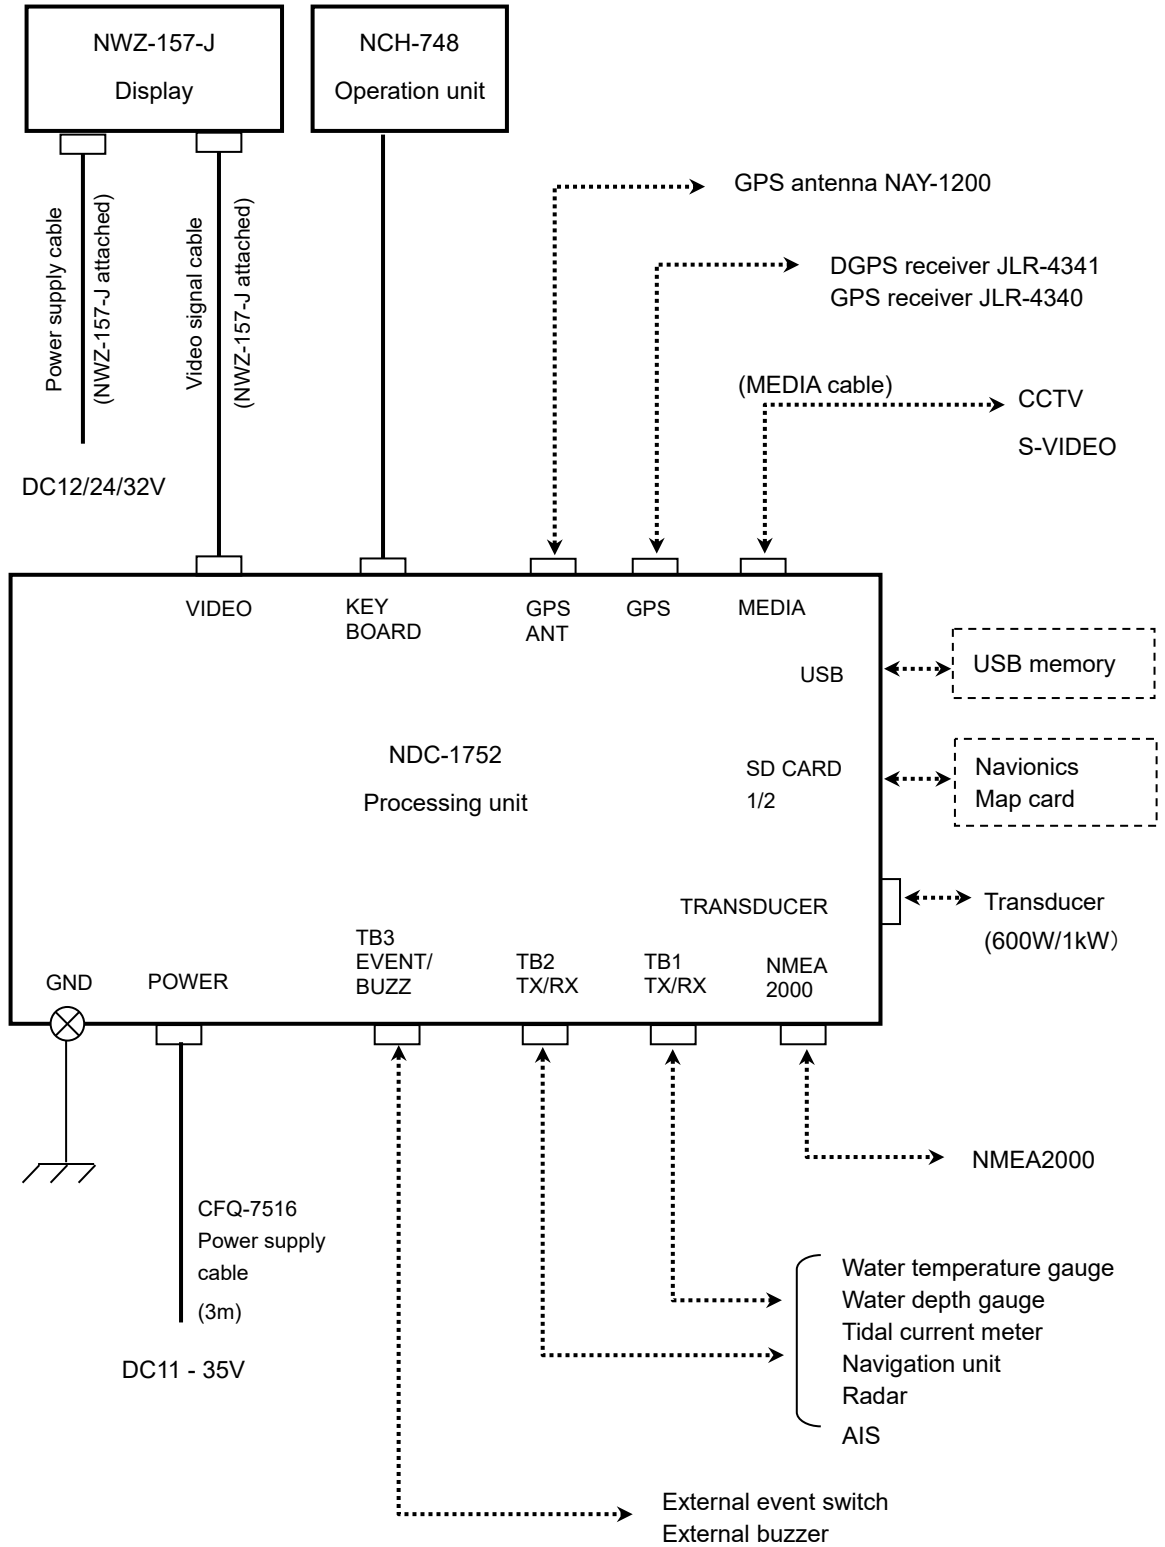 NWZ-157-J
Display
NCH-748
Operation unit
Power supply cable
(NWZ-157-J attached)
Video signal cable
(NWZ-157-J attached)
DC12/24/32V
GPS antenna NAY-1200
DGPS receiver JLR-4341
GPS receiver JLR-4340
(MEDIA cable)
CCTV
S-VIDEO
VIDEO
KEY
BOARD
GPS
ANT
GPS
MEDIA
USB
USB memory
NDC-1752
Processing unit
SD CARD
1/2
Navionics
Map card
TRANSDUCER
Transducer
(600W/1kW）
GND
POWER
TB3
EVENT/
BUZZ
TB2
TX/RX
TB1
TX/RX
NMEA
2000
NMEA2000
CFQ-7516
Power supply
cable
(3m)
DC11 - 35V
Water temperature gauge
Water depth gauge
Tidal current meter
Navigation unit
Radar
AIS
External event switch
External buzzer